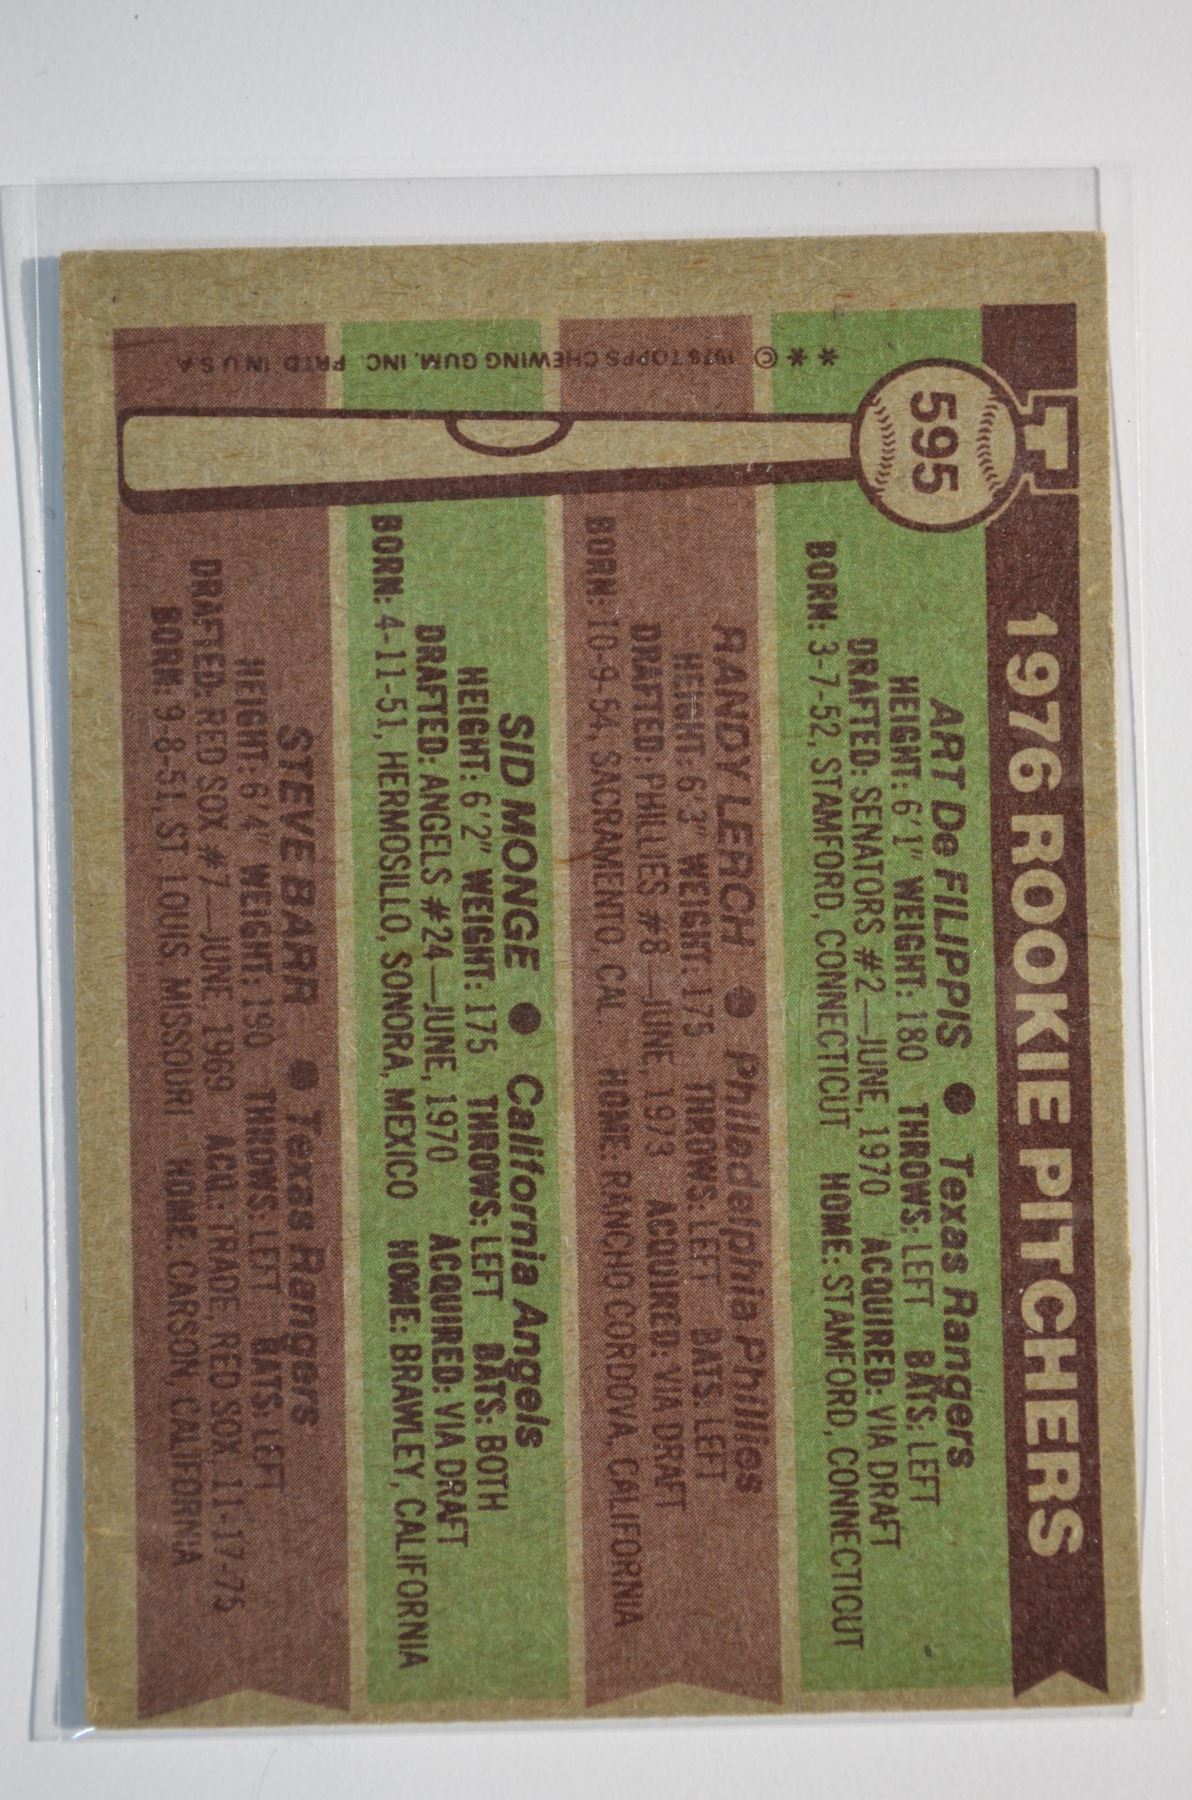 1976 ROOKIE PITCHERS
595
ART De FILIPPIS ● Texas Rangers
HEIGHT: 6'1" WEIGHT: 180 THROWS: LEFT BATS: LEFT
DRAFTED: SENATORS #2—JUNE, 1970 ACQUIRED: VIA DRAFT
BORN: 3-7-52, STAMFORD, CONNECTICUT HOME: STAMFORD, CONNECTICUT
RANDY LERCH ● Philadelphia Phillies
HEIGHT: 6'3" WEIGHT: 175 THROWS: LEFT BATS: LEFT
DRAFTED: PHILLIES #8—JUNE, 1973 ACQUIRED: VIA DRAFT
BORN: 10-9-54, SACRAMENTO, CAL. HOME: RANCHO CORDOVA, CALIFORNIA
SID MONGE ● California Angels
HEIGHT: 6'2" WEIGHT: 175 THROWS: LEFT BATS: BOTH
DRAFTED: ANGELS #24—JUNE, 1970 ACQUIRED: VIA DRAFT
BORN: 4-11-51, HERMOSILLO, SONORA, MEXICO HOME: BRAWLEY, CALIFORNIA
STEVE BARR ● Texas Rangers
HEIGHT: 6'4" WEIGHT: 190 THROWS: LEFT BATS: LEFT
DRAFTED: RED SOX #7—JUNE, 1969 ACQ.: TRADE, RED SOX, 11-17-75
BORN: 9-8-51, ST LOUIS MISSOURI HOME: CARSON, CALIFORNIA
** © 1976 TOPPS CHEWING GUM, INC. PRTD IN U S A